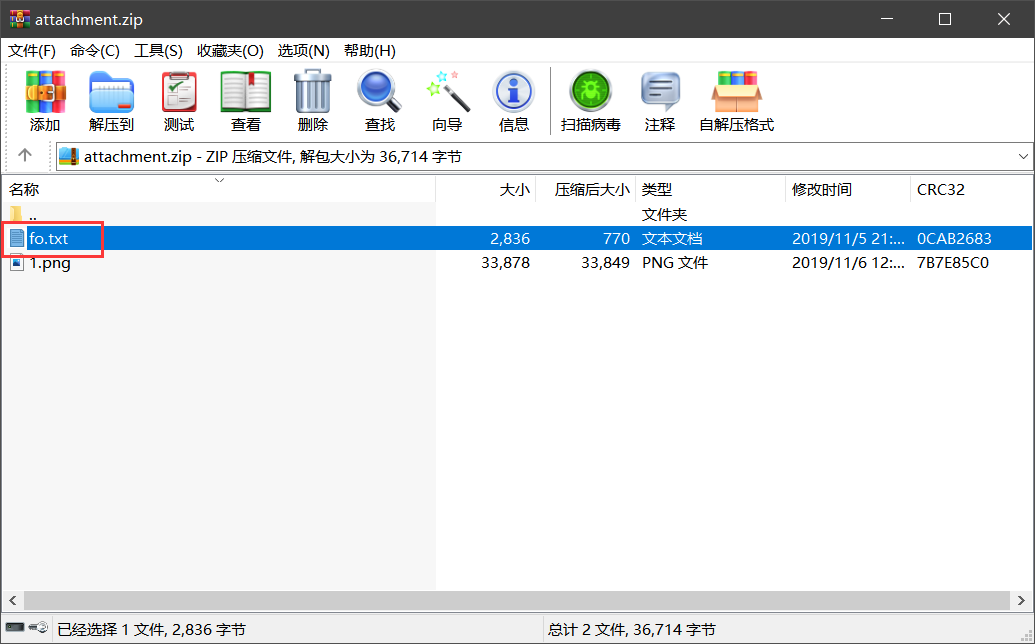 attachment.zip
文件(F) 命令(C) 工具(S) 收藏夹(O) 选项(N) 帮助(H)
添加 解压到 测试 查看 删除 查找 向导 信息 扫描病毒 注释 自解压格式
attachment.zip - ZIP 压缩文件, 解包大小为 36,714 字节
名称 大小 压缩后大小 类型 修改时间 CRC32
.. 文件夹
fo.txt 2,836 770 文本文档 2019/11/5 21:... 0CAB2683
1.png 33,878 33,849 PNG 文件 2019/11/6 12:... 7B7E85C0
已经选择 1 文件, 2,836 字节 总计 2 文件, 36,714 字节